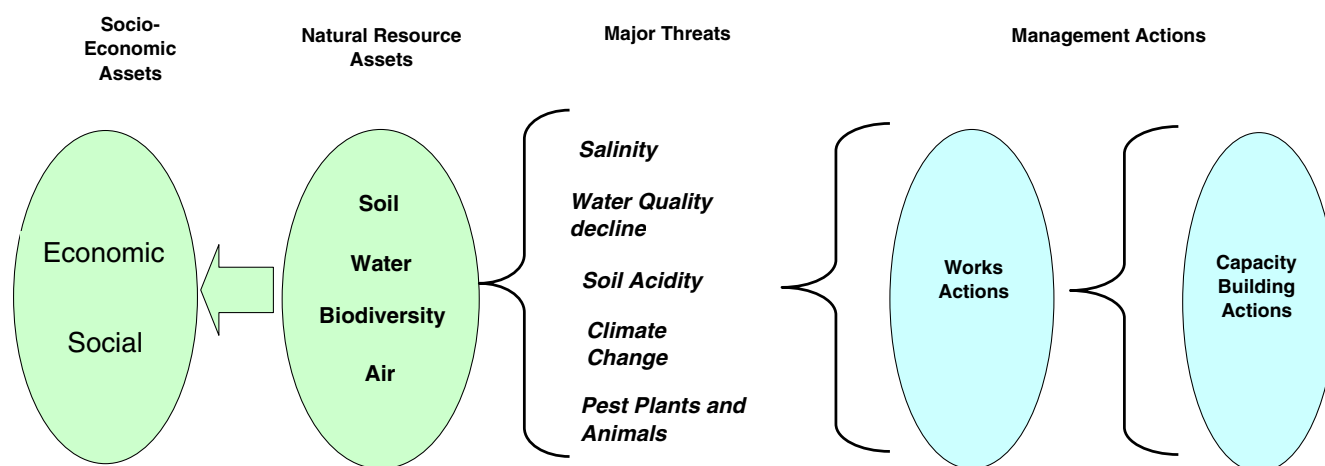 Socio-
Economic
Assets
Natural Resource
Assets
Major Threats
Management Actions
Economic
Social
Soil
Water
Biodiversity
Air
Salinity
Water Quality
decline
Soil Acidity
Climate
Change
Pest Plants and
Animals
Works
Actions
Capacity
Building
Actions